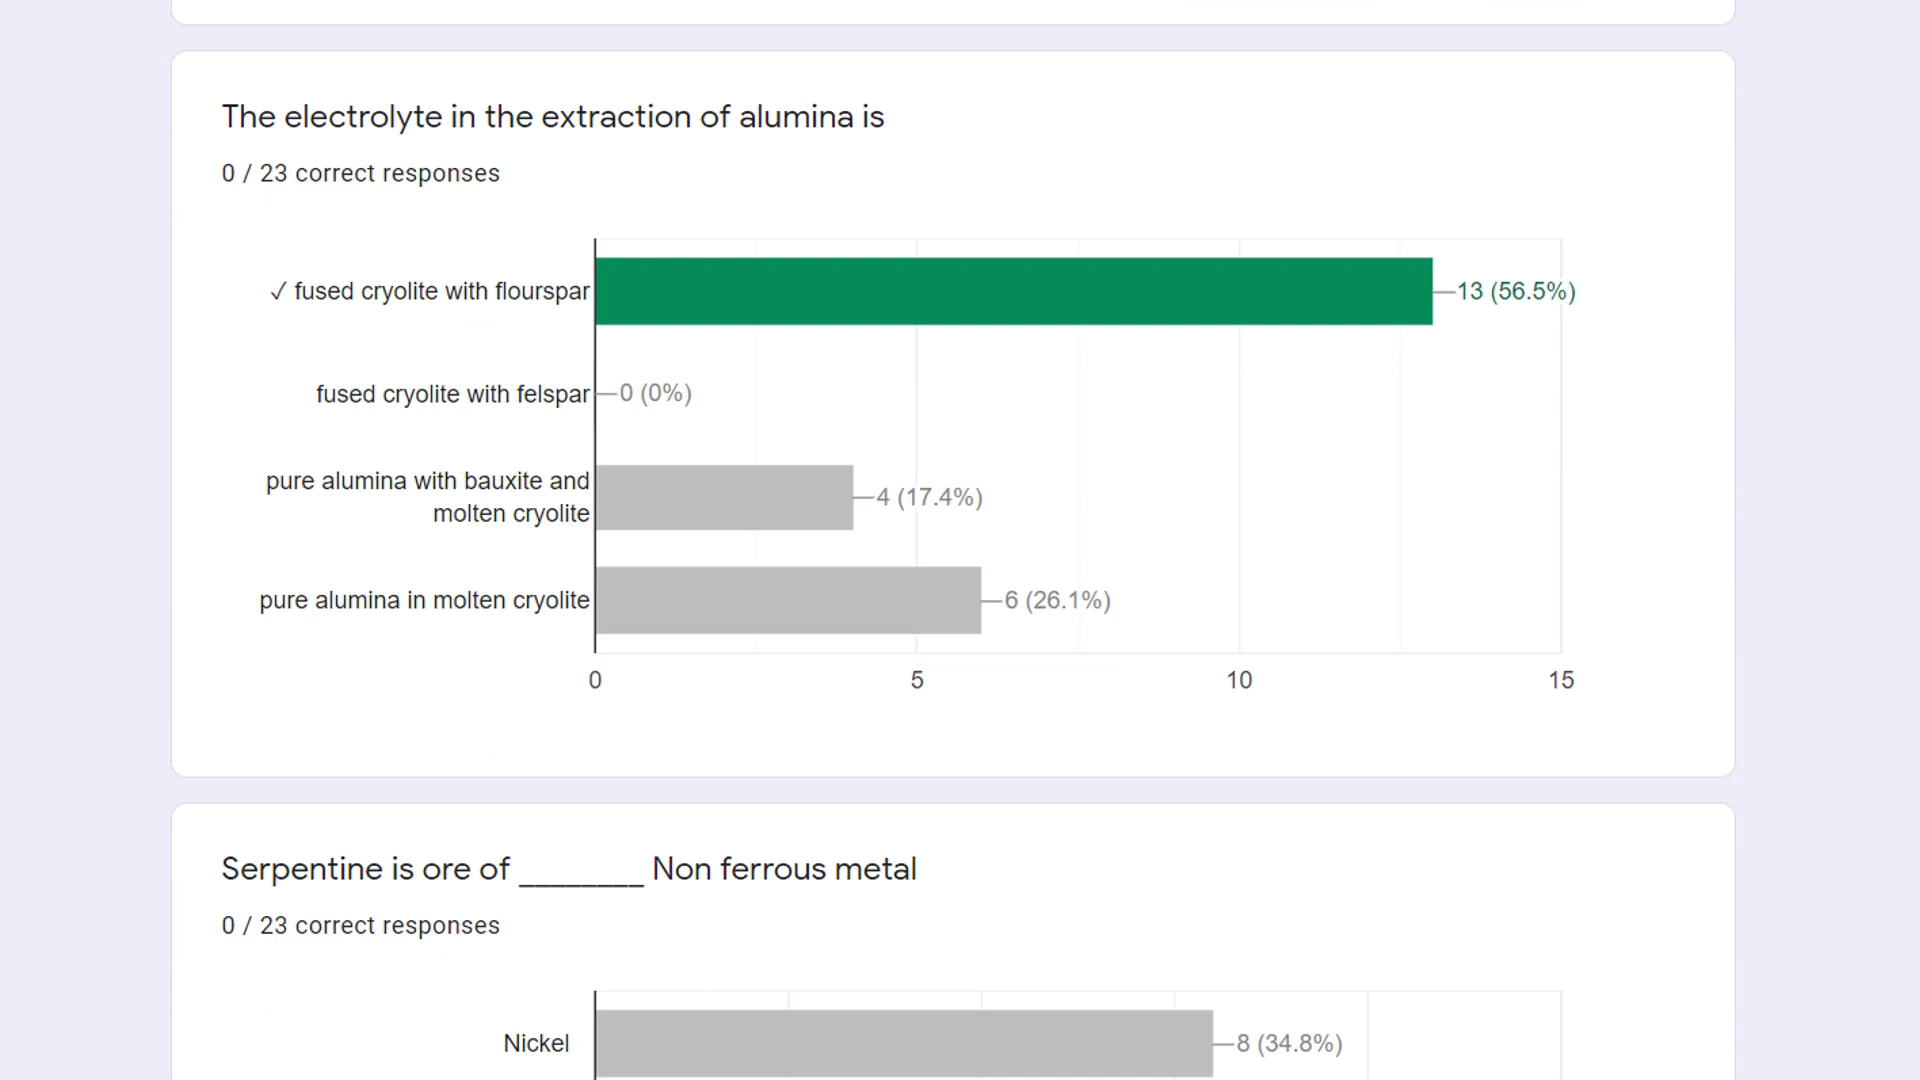 The electrolyte in the extraction of alumina is
0 / 23 correct responses
✓ fused cryolite with flourspar
13 (56.5%)
fused cryolite with felspar
0 (0%)
pure alumina with bauxite and
molten cryolite
4 (17.4%)
pure alumina in molten cryolite
6 (26.1%)
0 5 10 15
Serpentine is ore of ________ Non ferrous metal
0 / 23 correct responses
Nickel
8 (34.8%)